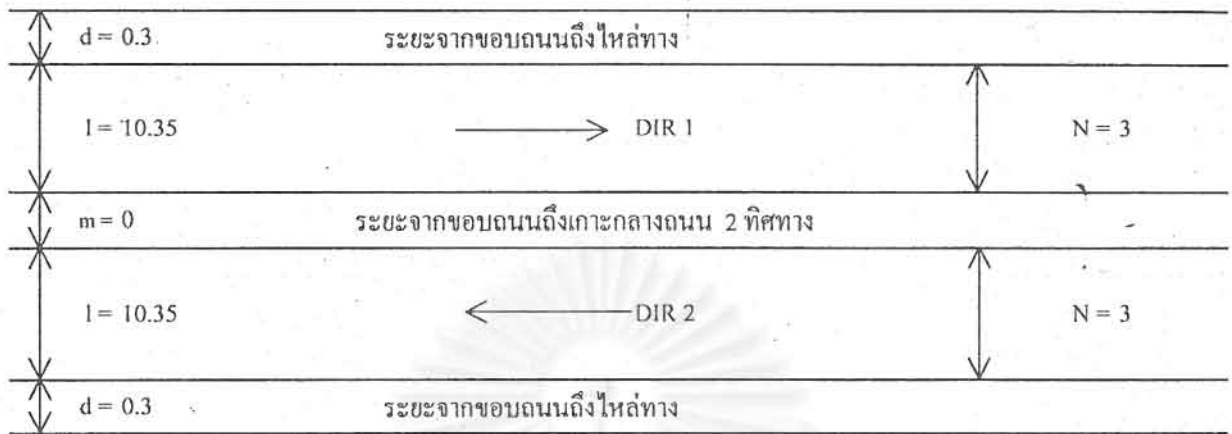 d = 0.3 ระยะจากขอบถนนถึงไหล่ทาง
l = 10.35 DIR 1 N = 3
m = 0 ระยะจากขอบถนนถึงเกาะกลางถนน 2 ทิศทาง
l = 10.35 DIR 2 N = 3
d = 0.3 ระยะจากขอบถนนถึงไหล่ทาง